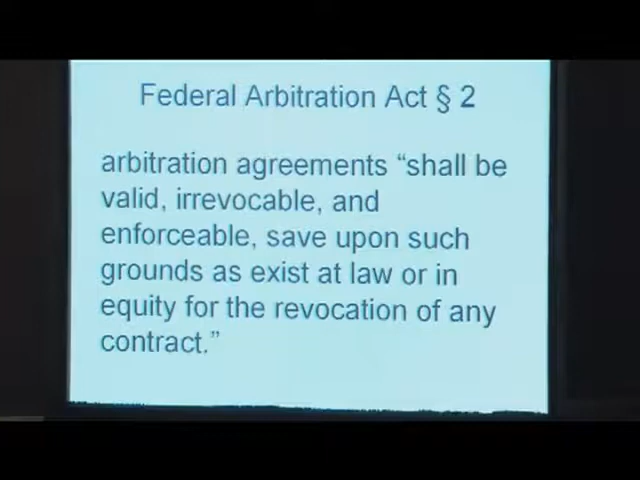 Federal Arbitration Act § 2
arbitration agreements “shall be
valid, irrevocable, and
enforceable, save upon such
grounds as exist at law or in
equity for the revocation of any
contract.”